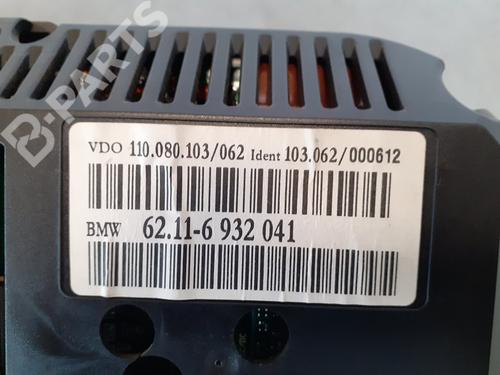 B-PARTS
VDO 110.080.103/062 Ident 103.062/000612
BMW 62.11-6 932 041